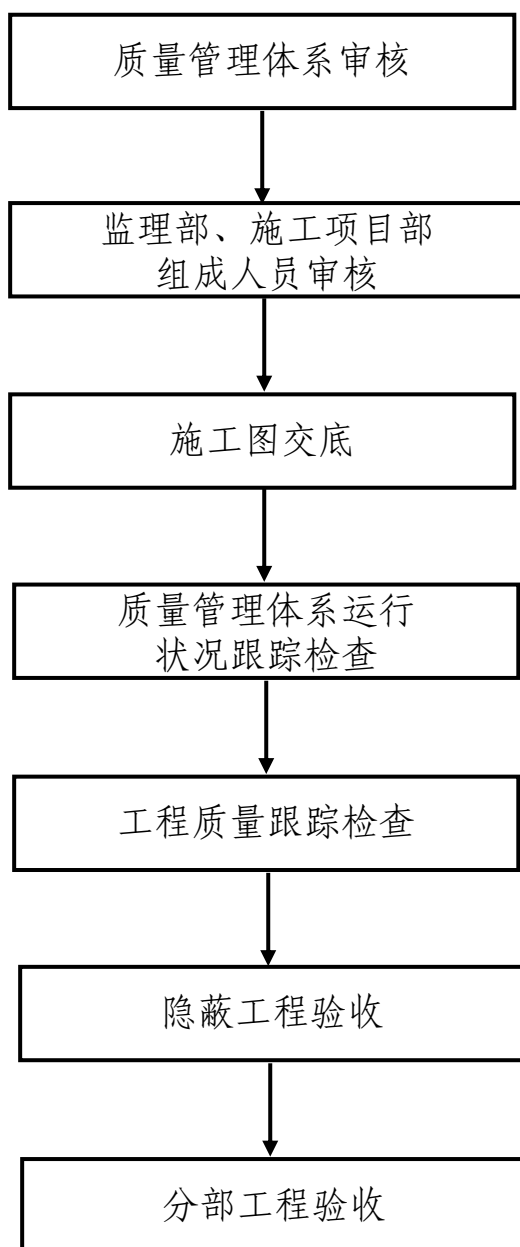 质量管理体系审核
监理部、施工项目部
组成人员审核
施工图交底
质量管理体系运行
状况跟踪检查
工程质量跟踪检查
隐蔽工程验收
分部工程验收